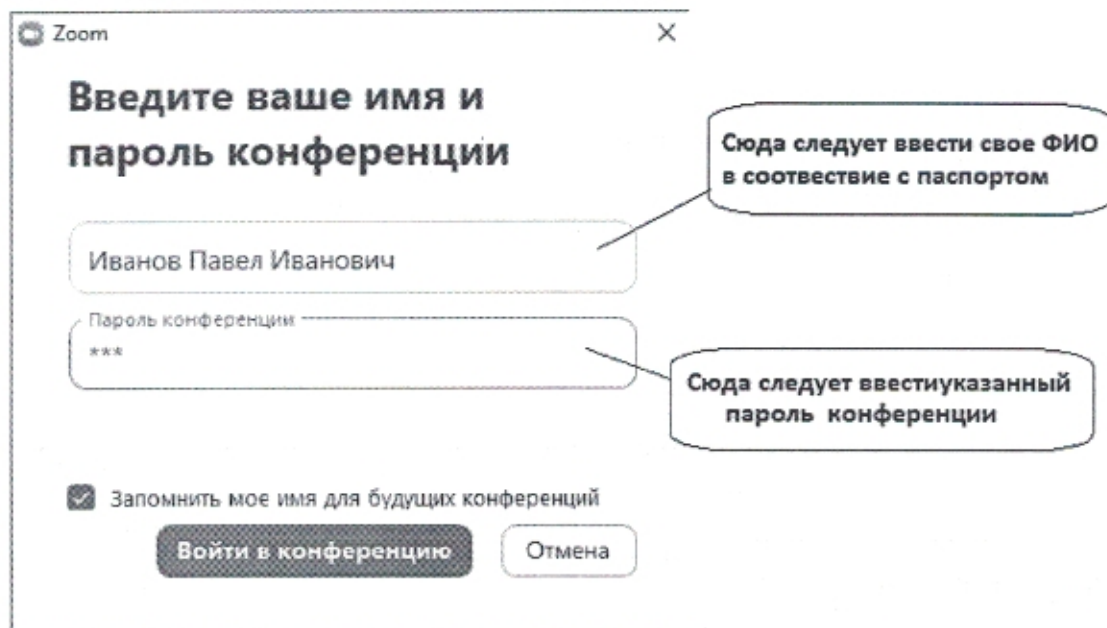 Zoom
Введите ваше имя и
пароль конференции
Сюда следует ввести свое ФИО
в соотвествие с паспортом
Иванов Павел Иванович
Пароль конференции
***
Сюда следует ввестиуказанный
пароль конференции
Запомнить мое имя для будущих конференций
Войти в конференцию
Отмена